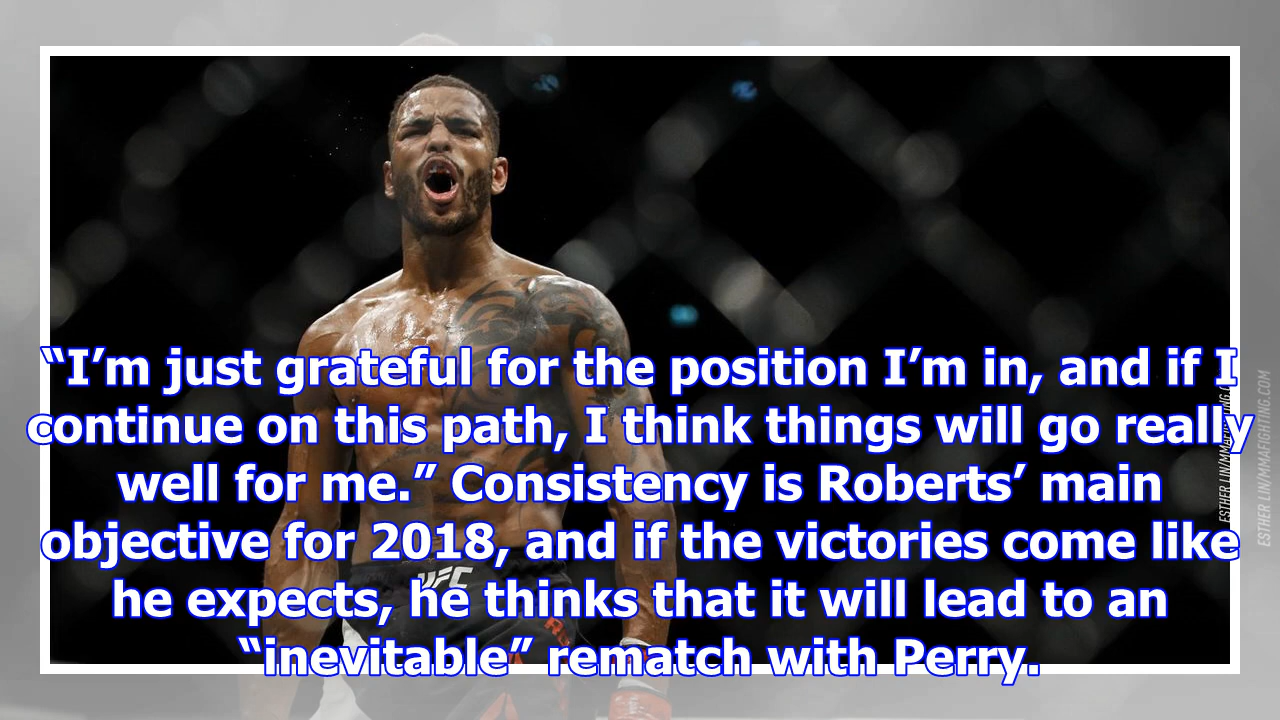 “I’m just grateful for the position I’m in, and if I
continue on this path, I think things will go really
well for me.” Consistency is Roberts’ main
objective for 2018, and if the victories come like
he expects, he thinks that it will lead to an
“inevitable” rematch with Perry.
UFC
ESTHER LIN/MMAFIGHTING.COM